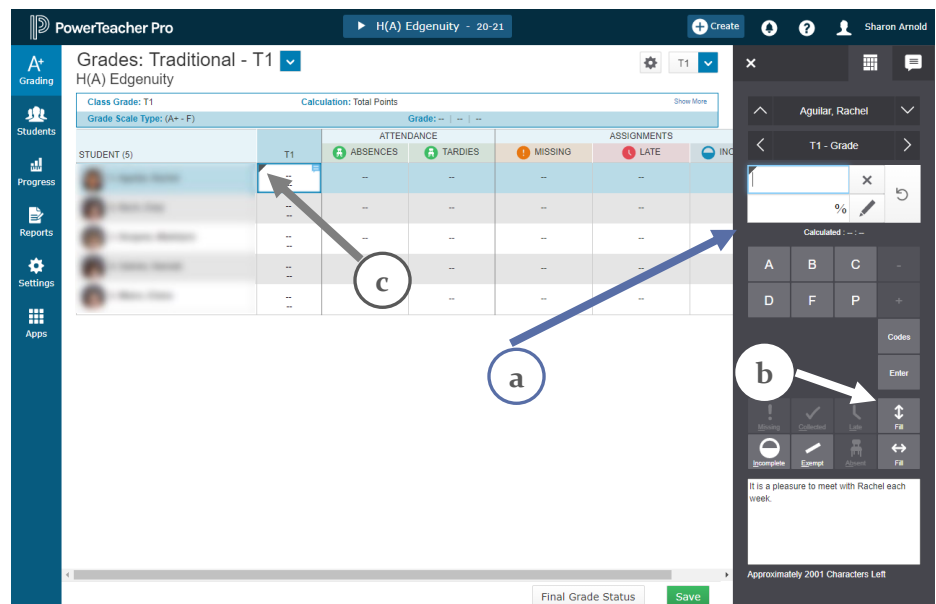 PowerTeacher Pro
H(A) Edgenuity - 20-21
Create
Sharon Arnold
A+
Grading
Students
Progress
Reports
Settings
Apps
Grades: Traditional - T1
H(A) Edgenuity
T1
Class Grade: T1
Calculation: Total Points
Show More
Grade Scale Type: (A+ - F)
Grade: -- | -- | --
ATTENDANCE
ASSIGNMENTS
STUDENT (5)
T1
ABSENCES
TARDIES
MISSING
LATE
INC
-- -- -- -- -- --
-- -- -- -- -- --
-- -- -- -- -- --
-- -- -- -- -- --
-- -- -- -- -- --
c
a
b
Final Grade Status
Save
Aguilar, Rachel
T1 - Grade
%
Calculated : -- : --
A B C -
D F P +
Codes
Enter
Missing
Collected
Late
Fill
Incomplete
Exempt
Absent
Fill
It is a pleasure to meet with Rachel each
week.
Approximately 2001 Characters Left